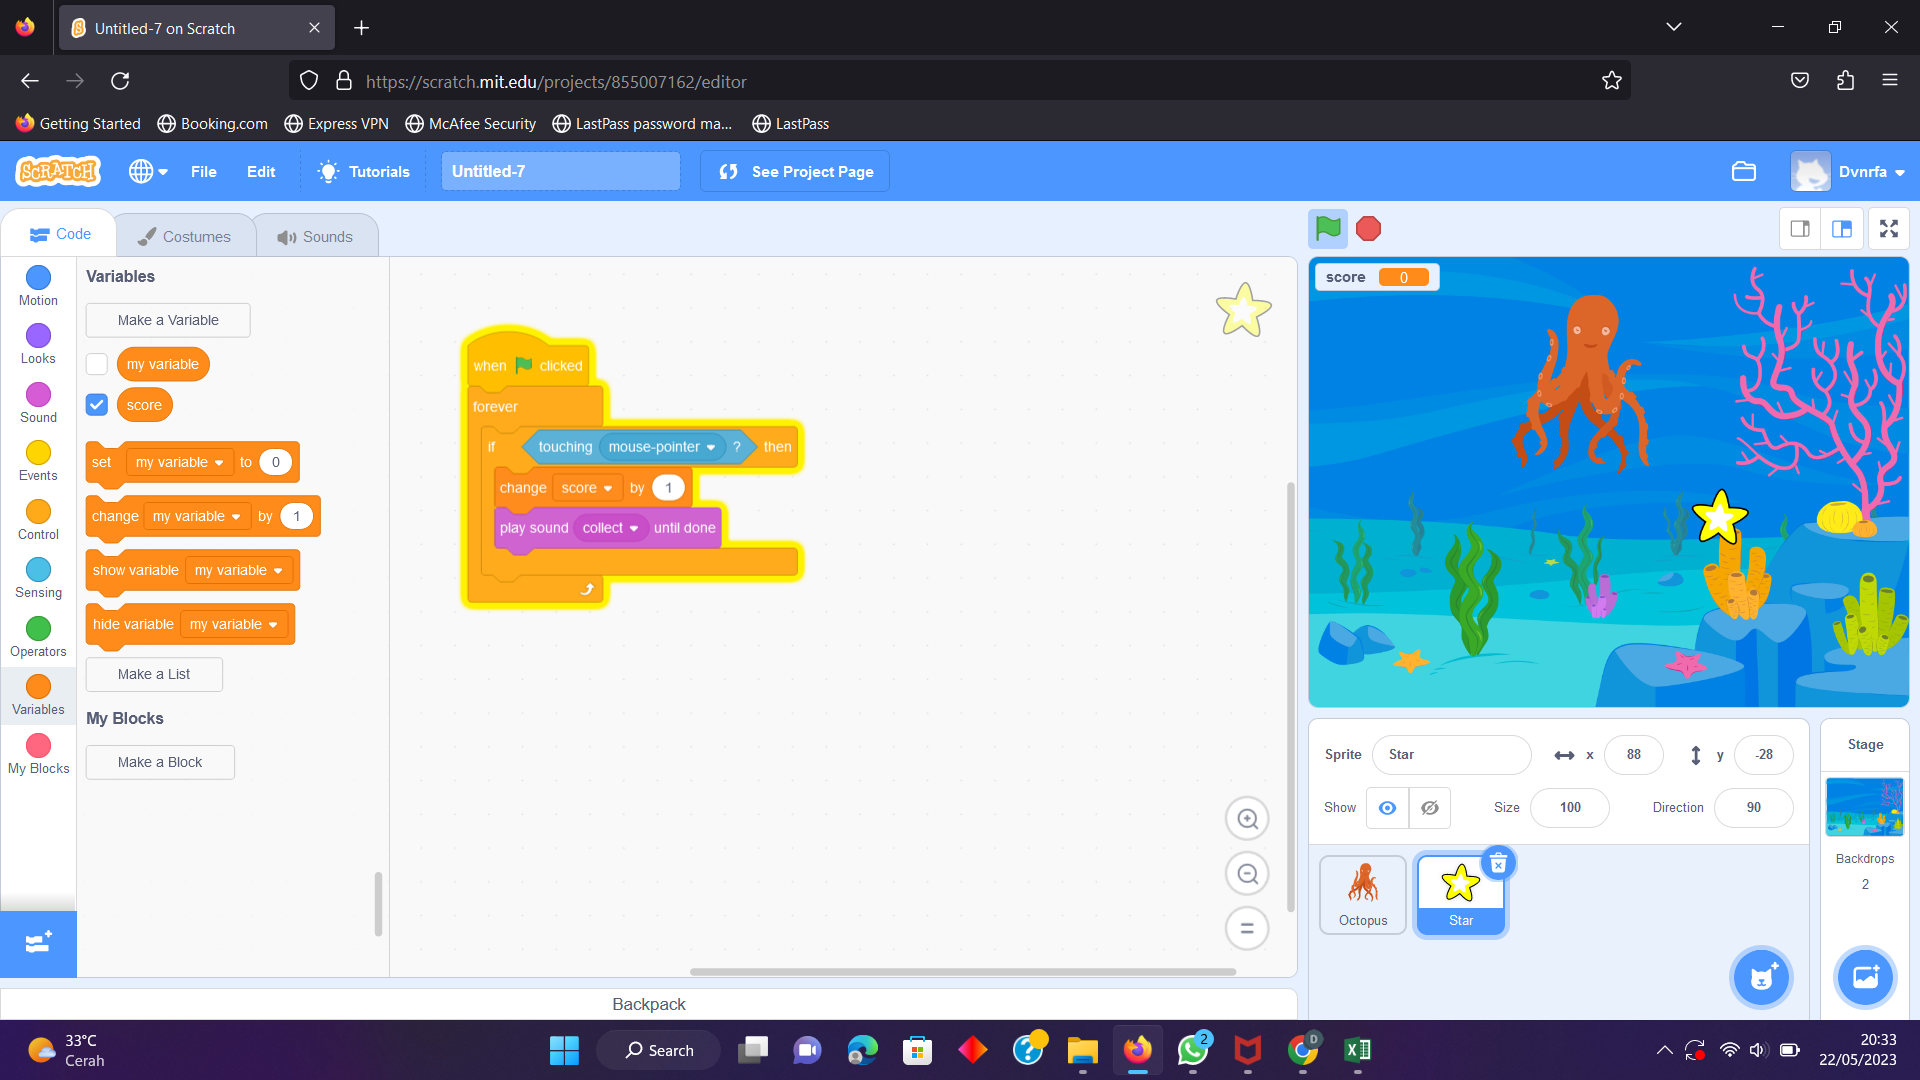 Untitled-7 on Scratch
https://scratch.mit.edu/projects/855007162/editor
Getting Started Booking.com Express VPN McAfee Security LastPass password ma... LastPass
SCRATCH File Edit Tutorials Untitled-7 See Project Page Dvnrfa
Code Costumes Sounds
Motion
Looks
Sound
Events
Control
Sensing
Operators
Variables
My Blocks
Variables
Make a Variable
my variable
score
set my variable to 0
change my variable by 1
show variable my variable
hide variable my variable
Make a List
My Blocks
Make a Block
when clicked
forever
if touching mouse-pointer ? then
change score by 1
play sound collect until done
score 0
Sprite Star x 88 y -28
Show Size 100 Direction 90
Octopus
Star
Stage
Backdrops
2
Backpack
33°C
Cerah
Search
2
D
20:33
22/05/2023